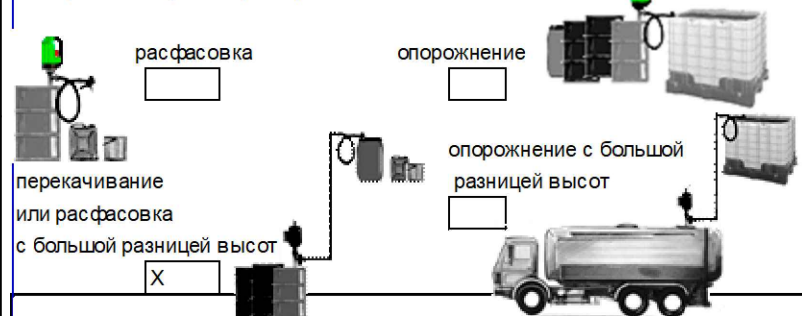 расфасовка
опорожнение
опорожнение с большой
разницей высот
перекачивание
или расфасовка
с большой разницей высот
X